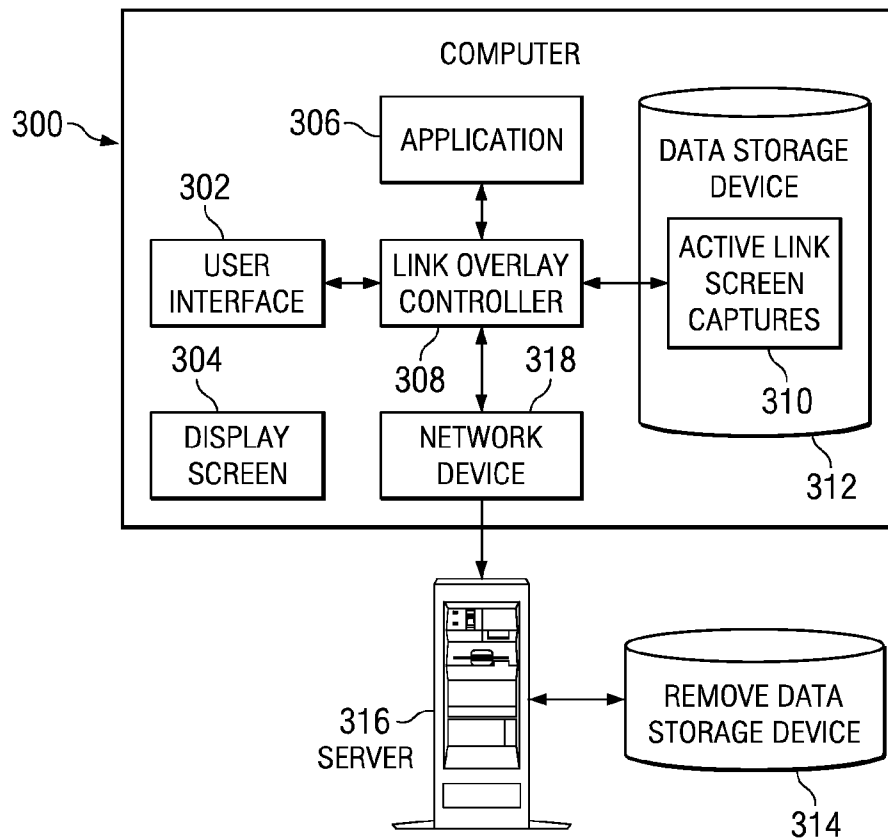 COMPUTER
300
306
APPLICATION
DATA STORAGE
DEVICE
302
USER
INTERFACE
LINK OVERLAY
CONTROLLER
ACTIVE LINK
SCREEN
CAPTURES
304
308
318
310
DISPLAY
SCREEN
NETWORK
DEVICE
312
316
SERVER
REMOVE DATA
STORAGE DEVICE
314